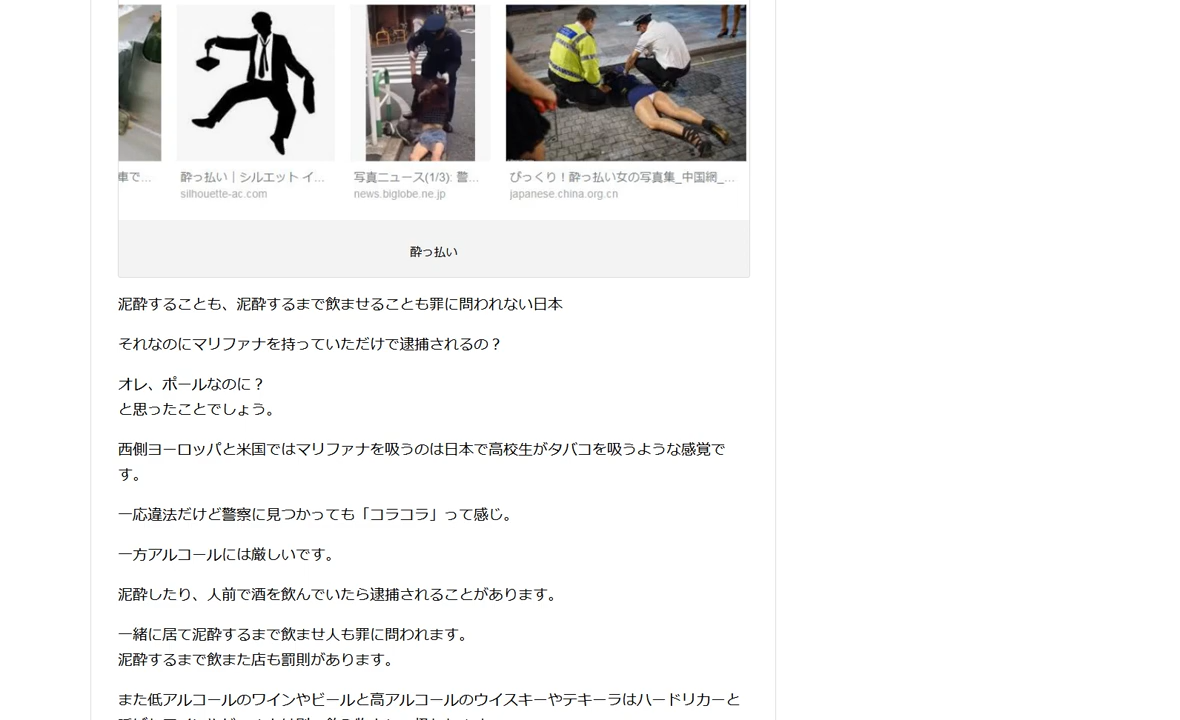 車で...
酔っ払い｜シルエット イ...
写真ニュース(1/3): 警...
びっくり！酔っ払い女の写真集_中国網_...
silhouette-ac.com
news.biglobe.ne.jp
japanese.china.org.cn
酔っ払い
泥酔することも、泥酔するまで飲ませることも罪に問われない日本
それなのにマリファナを持っていただけで逮捕されるの？
オレ、ポールなのに？
と思ったことでしょう。
西側ヨーロッパと米国ではマリファナを吸うのは日本で高校生がタバコを吸うような感覚で
す。
一応違法だけど警察に見つかっても「コラコラ」って感じ。
一方アルコールには厳しいです。
泥酔したり、人前で酒を飲んでいたら逮捕されることがあります。
一緒に居て泥酔するまで飲ませ人も罪に問われます。
泥酔するまで飲また店も罰則があります。
また低アルコールのワインやビールと高アルコールのウイスキーやテキーラはハードリカーと